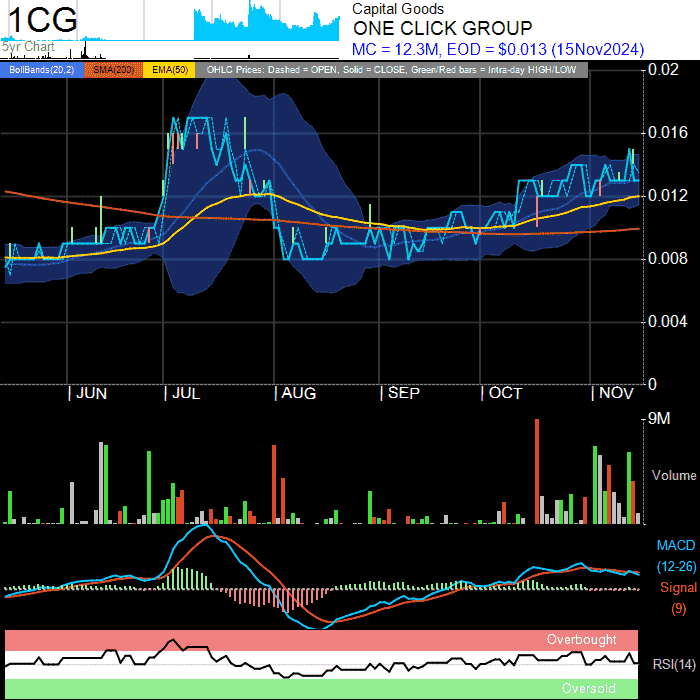 1CG
5yr Chart
Capital Goods
ONE CLICK GROUP
MC = 12.3M, EOD = $0.013 (15Nov2024)
BollBands(20,2) SMA(200) EMA(50) OHLC Prices: Dashed = OPEN, Solid = CLOSE, Green/Red bars = Intra-day HIGH/LOW
0.02
0.016
0.012
0.008
0.004
0
JUN JUL AUG SEP OCT NOV
9M
Volume
MACD
(12-26)
Signal
(9)
Overbought
RSI(14)
Oversold